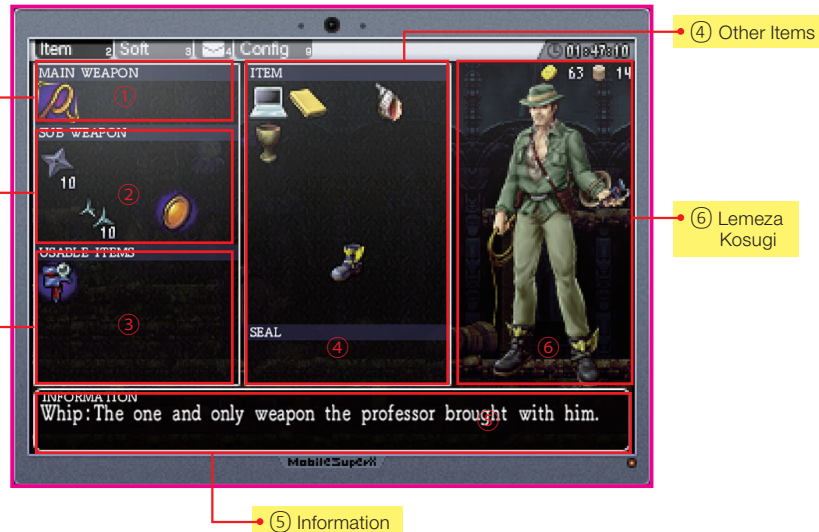 ④ Other Items
Item 2 Soft 3 4 Config 9 01:47:10
MAIN WEAPON
①
ITEM
63 14
SUB WEAPON
10
②
10
USABLE ITEMS
③
SEAL
④
⑥
⑥ Lemeza
Kosugi
INFORMATION
Whip:The one and only weapon the professor brought with him.
⑤
MobileSuperX
⑤ Information